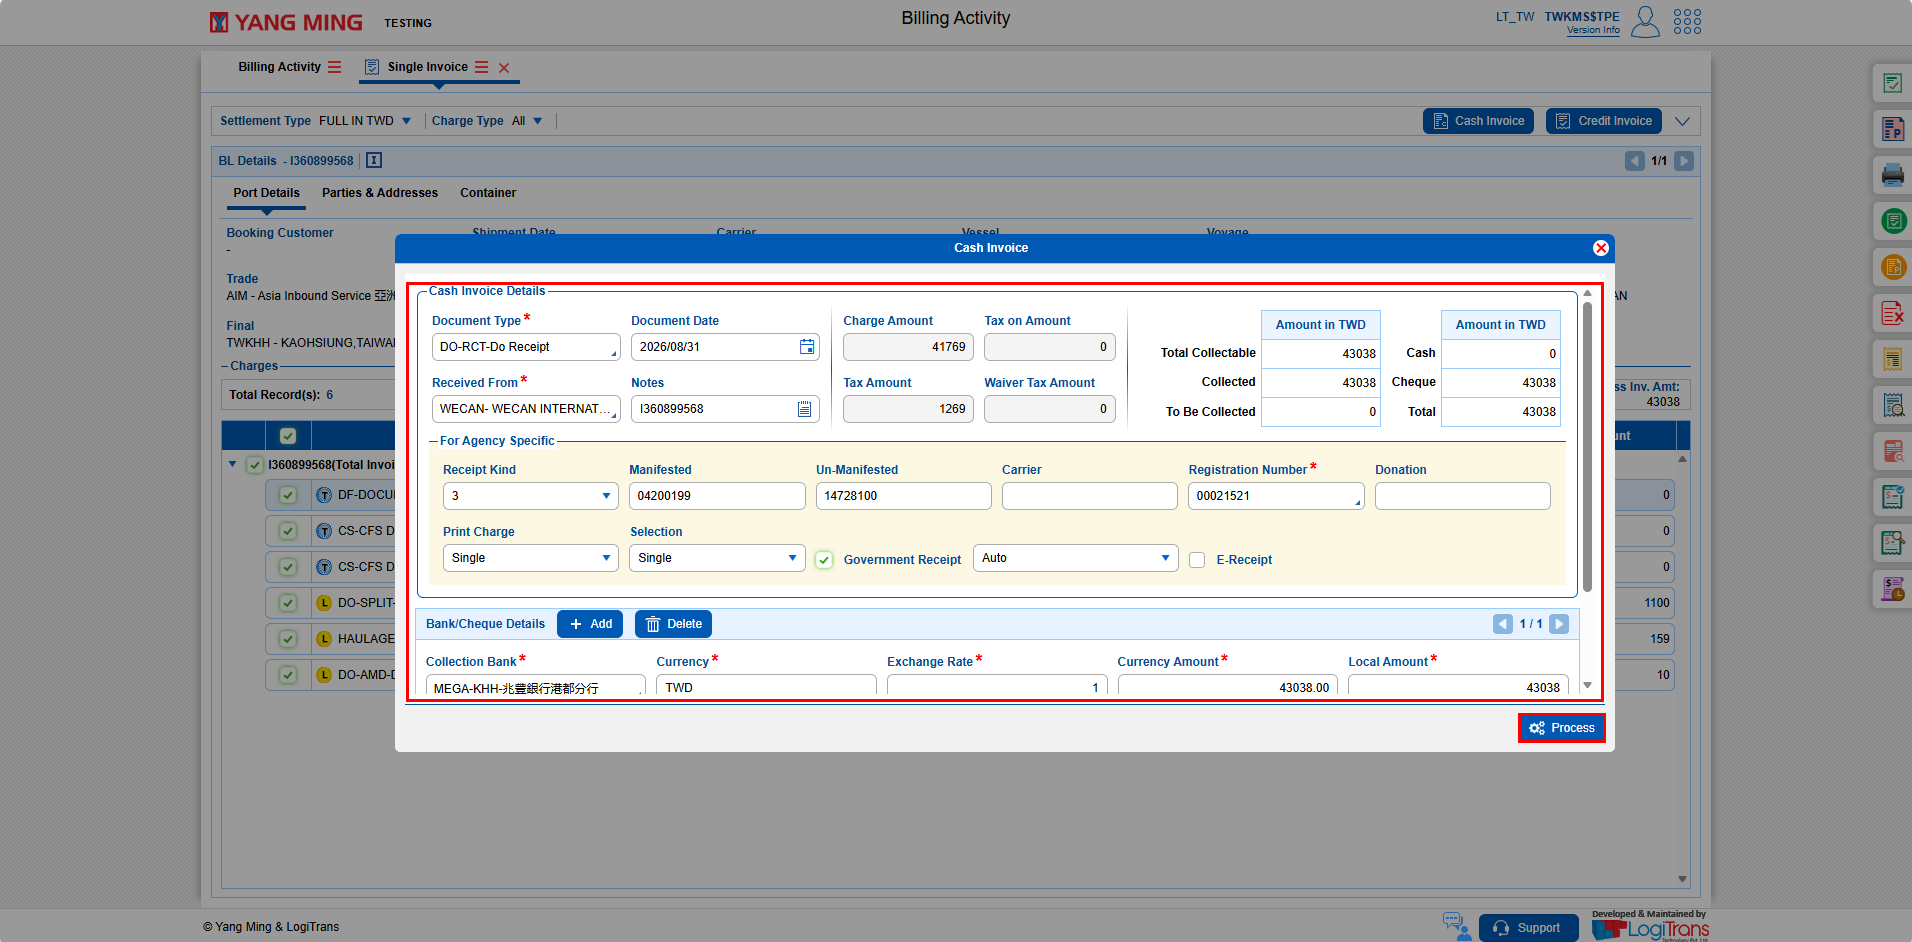 YANG MING
TESTING
Billing Activity
LT_TW TWKMS$TPE
Version Info
Billing Activity
Single Invoice
Settlement Type FULL IN TWD
Charge Type All
Cash Invoice
Credit Invoice
BL Details - I360899568
1/1
Port Details
Parties & Addresses
Container
Booking Customer
Shipment Date
Carrier
Vessel
Voyage
-
Trade
AIM - Asia Inbound Service 亞洲
AN
Final
TWKHH - KAOHSIUNG,TAIWAN
Charges
Total Record(s): 6
ss Inv. Amt:
43038
unt
I360899568(Total Invoi
DF-DOCU
0
CS-CFS D
0
CS-CFS D
0
DO-SPLIT-
1100
HAULAGE
159
DO-AMD-D
10
Cash Invoice
Cash Invoice Details
Document Type*
Document Date
DO-RCT-Do Receipt
2026/08/31
Received From*
Notes
WECAN- WECAN INTERNAT...
I360899568
Charge Amount
Tax on Amount
41769
0
Tax Amount
Waiver Tax Amount
1269
0
Amount in TWD
Amount in TWD
Total Collectable 43038
Cash 0
Collected 43038
Cheque 43038
To Be Collected 0
Total 43038
For Agency Specific
Receipt Kind
Manifested
Un-Manifested
Carrier
Registration Number*
Donation
3
04200199
14728100
00021521
Print Charge
Selection
Single
Single
Government Receipt
Auto
E-Receipt
Bank/Cheque Details
Add
Delete
1 / 1
Collection Bank*
Currency*
Exchange Rate*
Currency Amount*
Local Amount*
MEGA-KHH-兆豐銀行港都分行
TWD
1
43038.00
43038
Process
© Yang Ming & LogiTrans
Support
Developed & Maintained by
LogiTrans